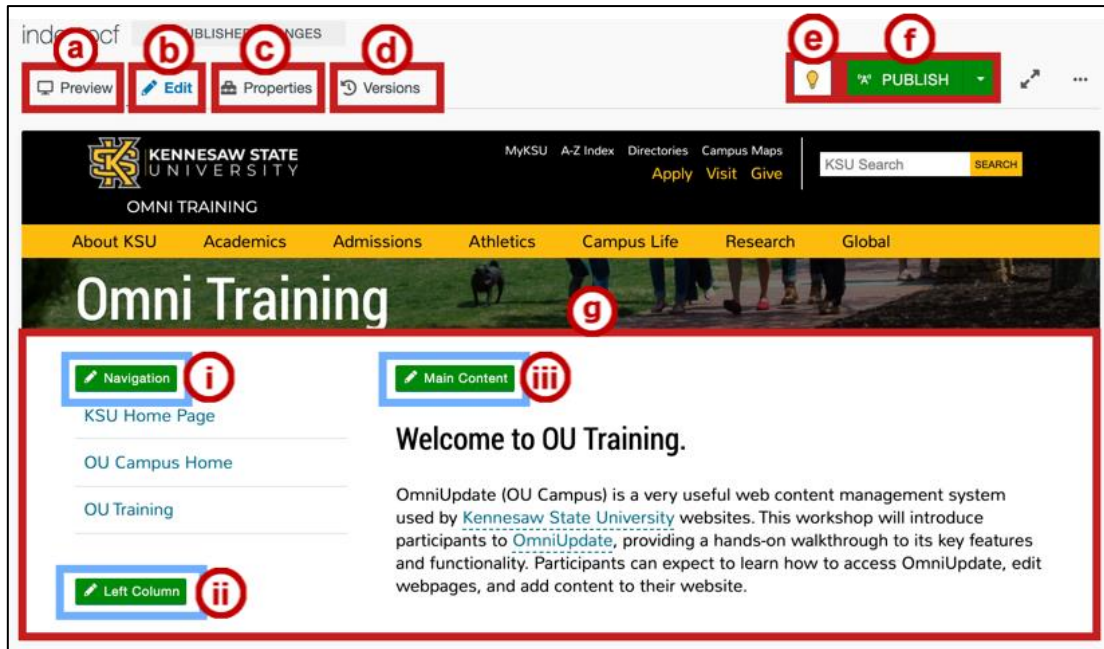 a b c d e f
Preview Edit Properties Versions PUBLISH ...
KENNESAW STATE
UNIVERSITY
OMNI TRAINING
MyKSU A-Z Index Directories Campus Maps
Apply Visit Give
KSU Search SEARCH
About KSU Academics Admissions Athletics Campus Life Research Global
Omni Training
g
Navigation i
KSU Home Page
OU Campus Home
OU Training
Left Column ii
Main Content iii
Welcome to OU Training.
OmniUpdate (OU Campus) is a very useful web content management system
used by Kennesaw State University websites. This workshop will introduce
participants to OmniUpdate, providing a hands-on walkthrough to its key features
and functionality. Participants can expect to learn how to access OmniUpdate, edit
webpages, and add content to their website.